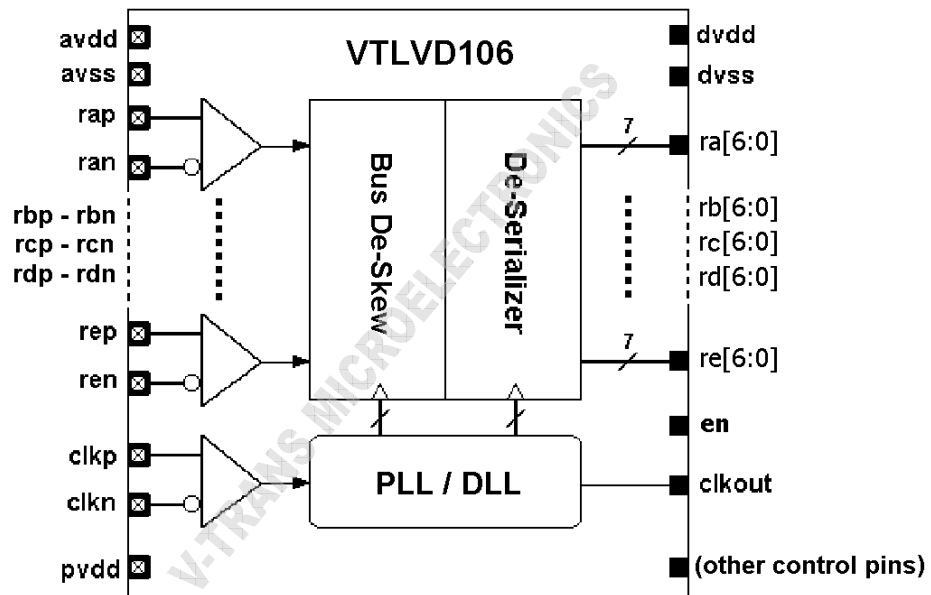 VTLVD106
avdd
avss
rap
ran
rbp - rbn
rcp - rcn
rdp - rdn
rep
ren
clkp
clkn
pvdd
Bus De-Skew
De-Serializer
PLL / DLL
7
7
dvdd
dvss
ra[6:0]
rb[6:0]
rc[6:0]
rd[6:0]
re[6:0]
en
clkout
(other control pins)
V-TRANS MICROELECTRONICS